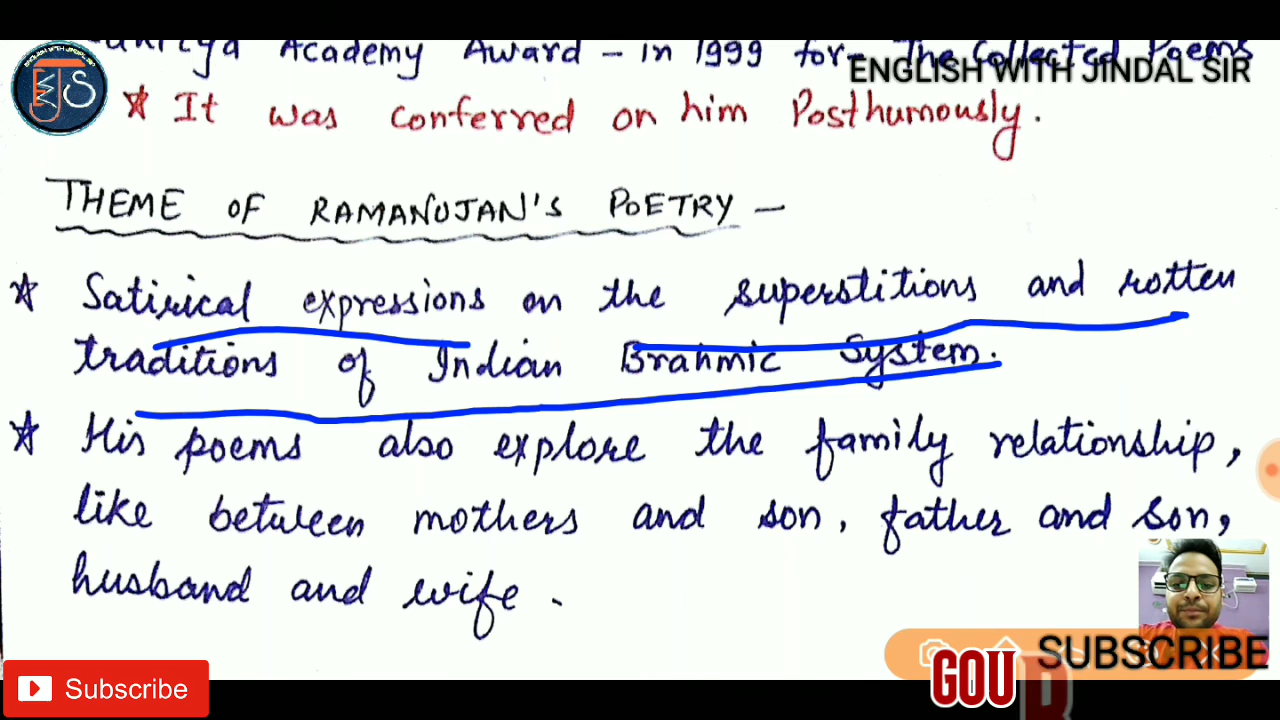 Academy Award - in 1999 for - The Collected Poems
ENGLISH WITH JINDAL SIR
EJS
★ It was conferred on him Posthumously.
THEME OF RAMANUJAN'S POETRY -
★ Satirical expressions on the superstitions and rotten
traditions of Indian Brahmic System.
★ His poems also explore the family relationship,
like between mothers and son, father and son,
husband and wife.
SUBSCRIBE
Subscribe
GOU